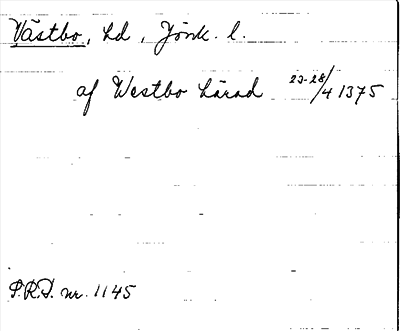 Västbo, hd, Jönk. l.
af Westbo härad 23-28/4 1375
P.R.D. nr. 1145